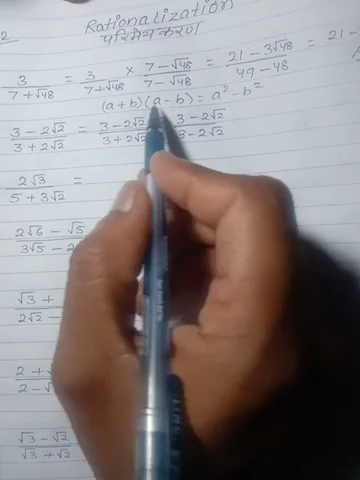 2
Rationalization
परिमेयकरण
3/(7+√48) = 3/(7+√48) × (7-√48)/(7-√48) = (21-3√48)/(49-48) = 21-
(a+b)(a-b) = a² - b²
(3-2√2)/(3+2√2) = (3-2√2)/(3+2√2) (3-2√2)/(3-2√2)
2√3/(5+3√2) =
(2√6-√5)/(3√5-2
(√3+)/(2√2-
(2+)/(2-
(√3-√2)/(√3+√2)